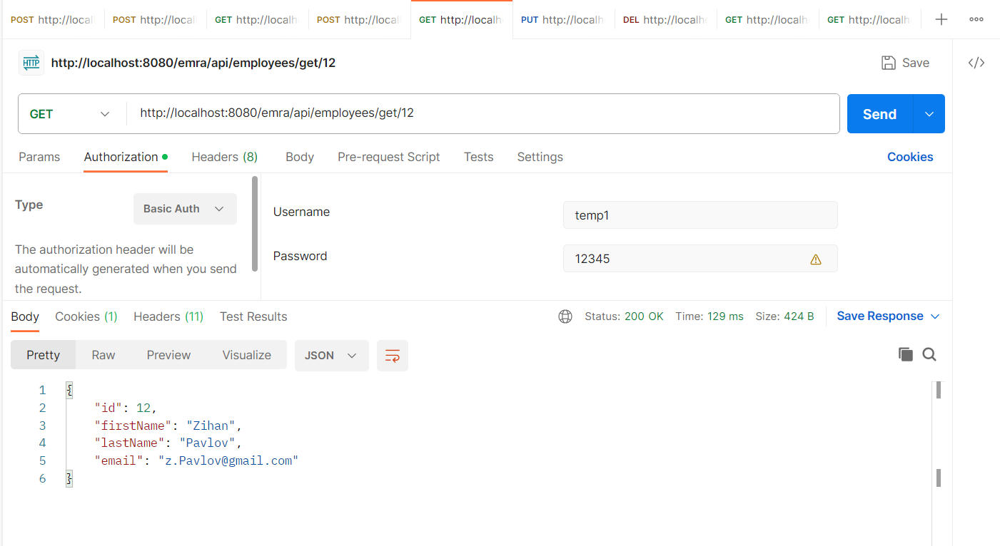 POST http://local POST http://local GET http://localh POST http://local GET http://localh PUT http://localh DEL http://localh GET http://localh GET http://localh
HTTP http://localhost:8080/emra/api/employees/get/12 Save </>
GET http://localhost:8080/emra/api/employees/get/12 Send
Params Authorization Headers (8) Body Pre-request Script Tests Settings Cookies
Type Basic Auth
The authorization header will be
automatically generated when you send
the request.
Username temp1
Password 12345
Body Cookies (1) Headers (11) Test Results Status: 200 OK Time: 129 ms Size: 424 B Save Response
Pretty Raw Preview Visualize JSON
1 {
2 "id": 12,
3 "firstName": "Zihan",
4 "lastName": "Pavlov",
5 "email": "z.Pavlov@gmail.com"
6 }